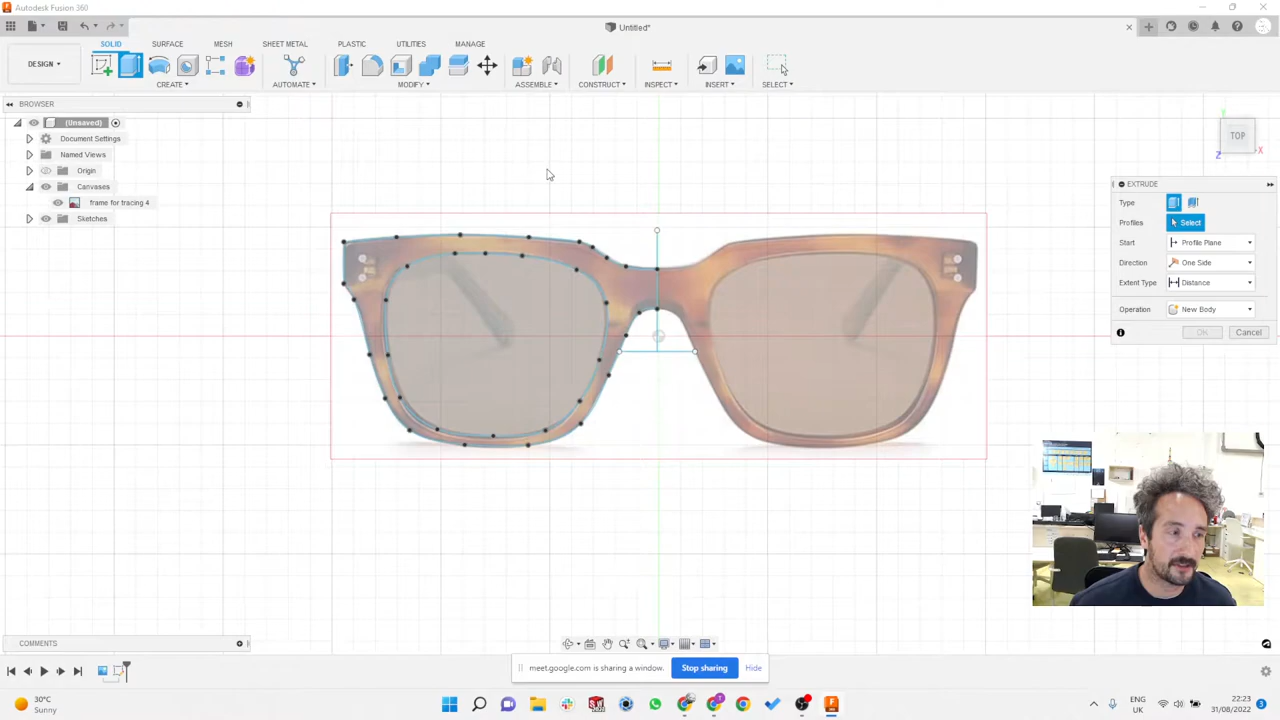 Autodesk Fusion 360
Untitled*
DESIGN
SOLID
SURFACE
MESH
SHEET METAL
PLASTIC
UTILITIES
MANAGE
CREATE
AUTOMATE
MODIFY
ASSEMBLE
CONSTRUCT
INSPECT
INSERT
SELECT
BROWSER
(Unsaved)
Document Settings
Named Views
Origin
Canvases
frame for tracing 4
Sketches
TOP
X
Z
EXTRUDE
Type
Profiles
Select
Start
Profile Plane
Direction
One Side
Extent Type
Distance
Operation
New Body
OK
Cancel
COMMENTS
meet.google.com is sharing a window.
Stop sharing
Hide
30°C
Sunny
ENG
UK
22:23
31/08/2022
3